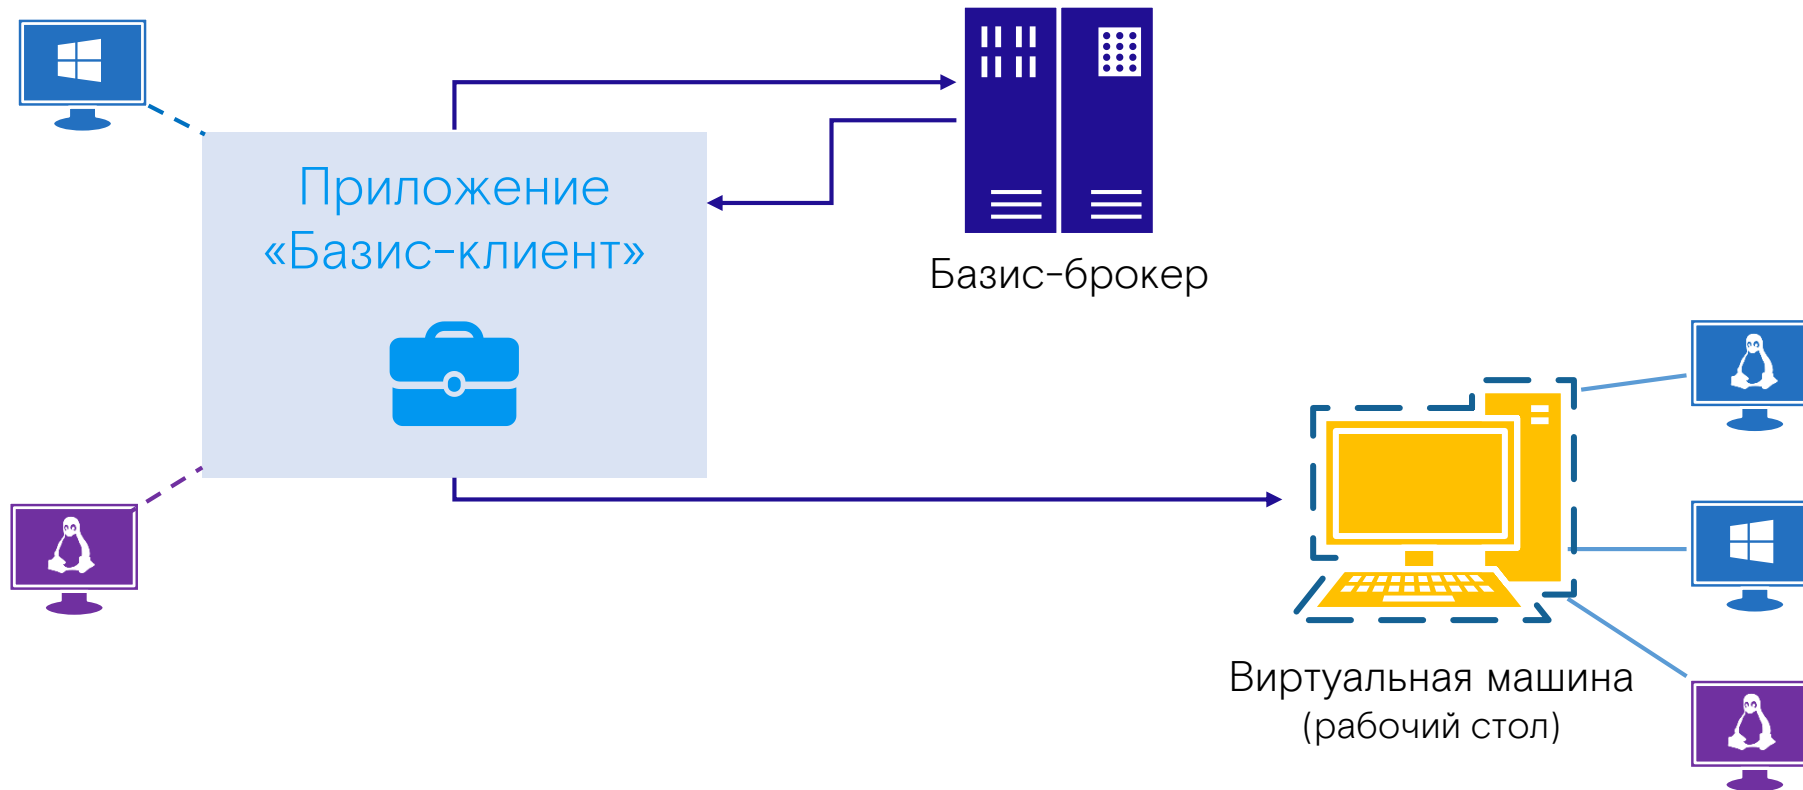 Приложение
«Базис-клиент»
Базис-брокер
Виртуальная машина
(рабочий стол)